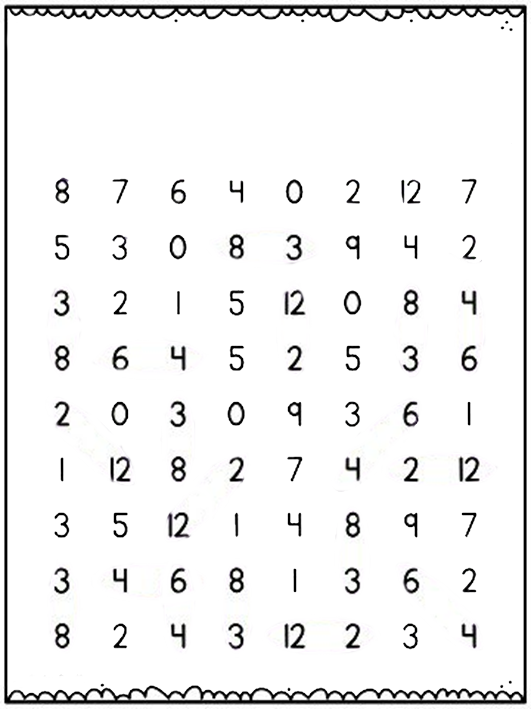 8 7 6 4 0 2 12 7
5 3 0 8 3 9 4 2
3 2 1 5 12 0 8 4
8 6 4 5 2 5 3 6
2 0 3 0 9 3 6 1
1 12 8 2 7 4 2 12
3 5 12 1 4 8 9 7
3 4 6 8 1 3 6 2
8 2 4 3 12 2 3 4